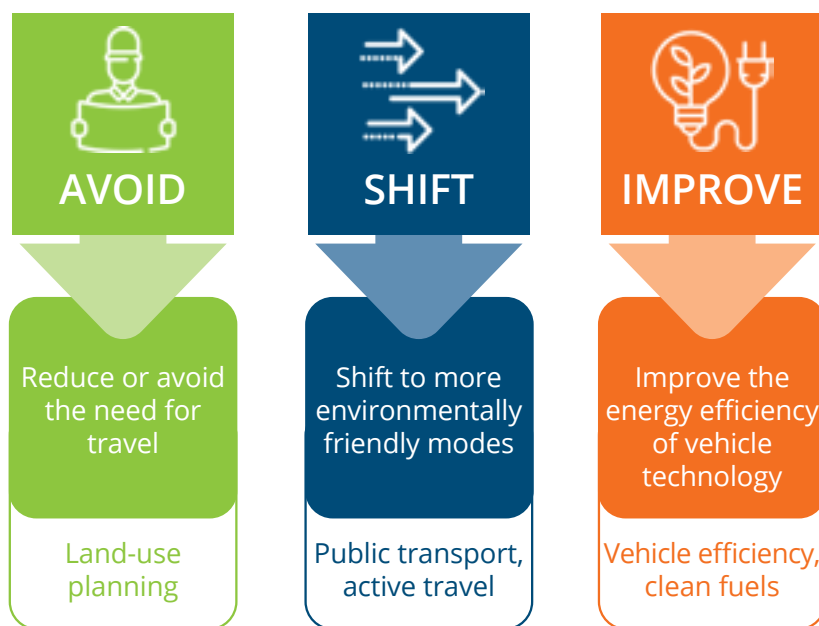 AVOID
Reduce or avoid
the need for
travel
Land-use
planning
SHIFT
Shift to more
environmentally
friendly modes
Public transport,
active travel
IMPROVE
Improve the
energy efficiency
of vehicle
technology
Vehicle efficiency,
clean fuels